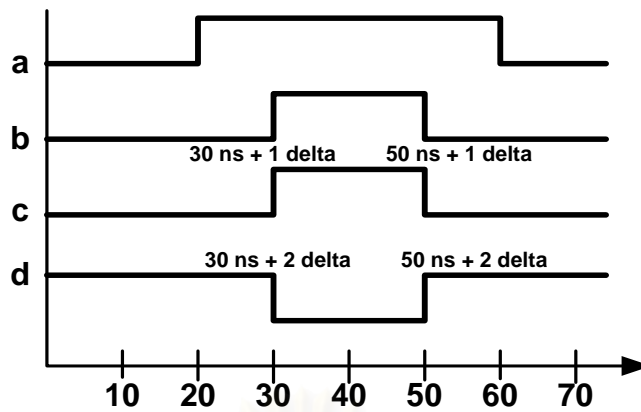 a
b
30 ns + 1 delta 50 ns + 1 delta
c
30 ns + 2 delta 50 ns + 2 delta
d
10 20 30 40 50 60 70